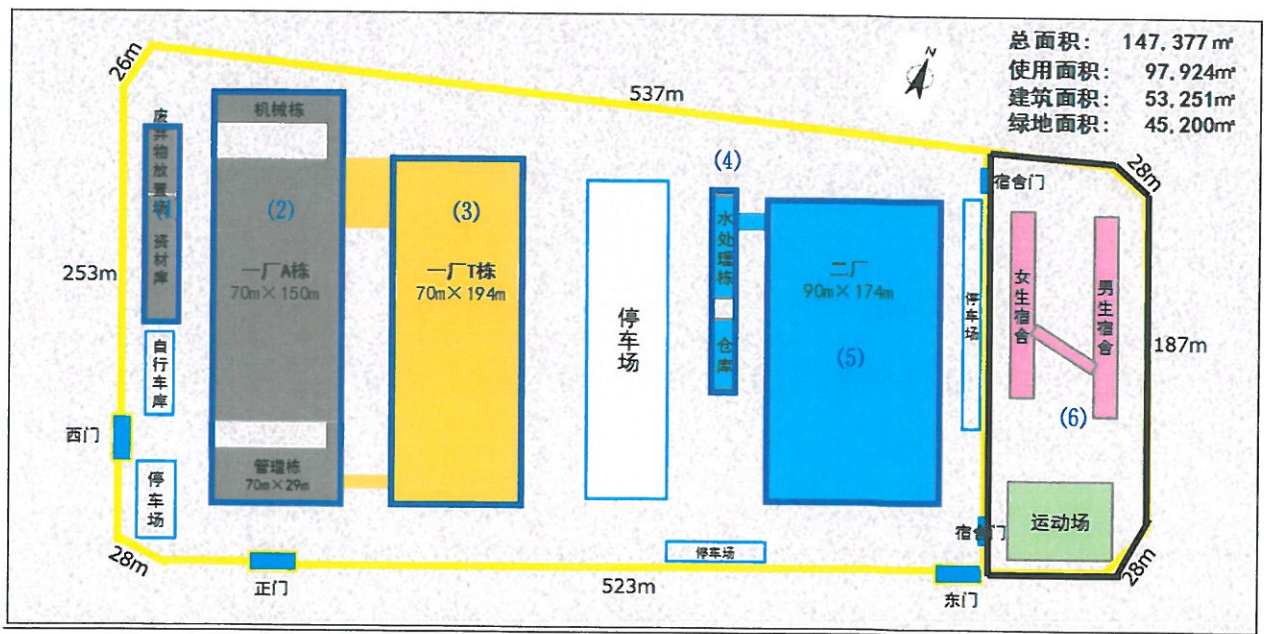 总面积: 147,377㎡
使用面积: 97,924㎡
建筑面积: 53,251㎡
绿地面积: 45,200㎡
N
26m
537m
28m
253m
187m
28m
523m
28m
废弃物放置场
资材库
自行车库
西门
停车场
机械栋
(2)
一厂A栋
70m×150m
管理栋
70m×29m
正门
(3)
一厂T栋
70m×194m
停车场
(4)
水处理栋
仓库
二厂
90m×174m
(5)
停车场
停车场
东门
宿舍门
女生宿舍
男生宿舍
(6)
宿舍门
运动场